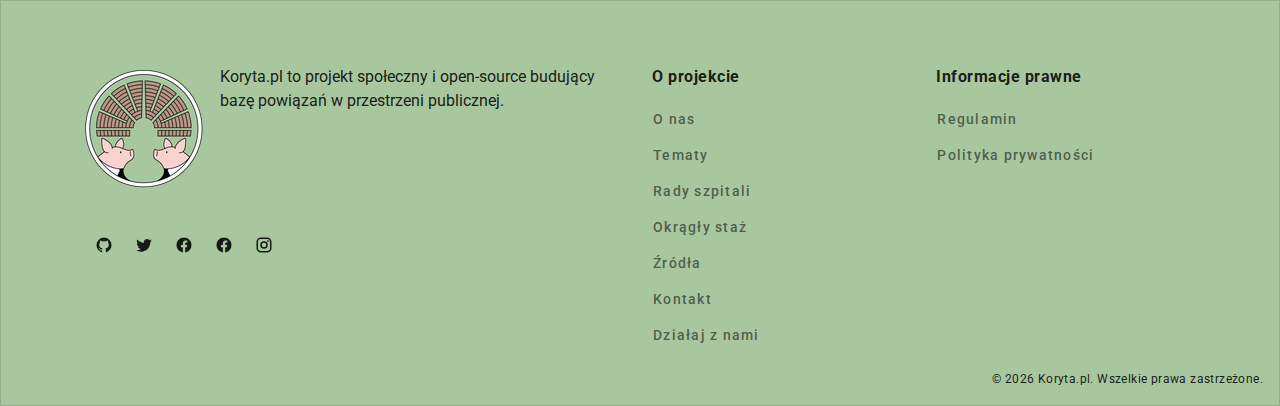 Koryta.pl to projekt społeczny i open-source budujący
bazę powiązań w przestrzeni publicznej.
O projekcie
O nas
Tematy
Rady szpitali
Okrągły staż
Źródła
Kontakt
Działaj z nami
Informacje prawne
Regulamin
Polityka prywatności
© 2026 Koryta.pl. Wszelkie prawa zastrzeżone.